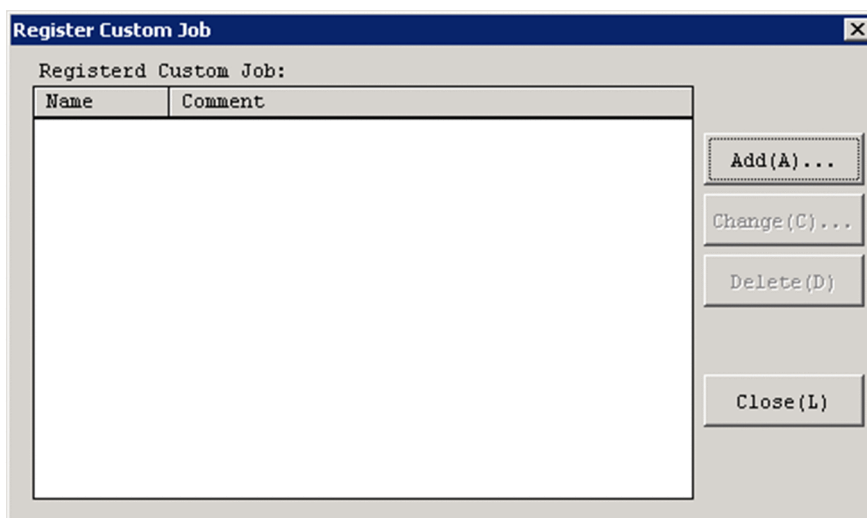 Register Custom Job
Registerd Custom Job:
Name Comment
Add(A)...
Change(C)...
Delete(D)
Close(L)